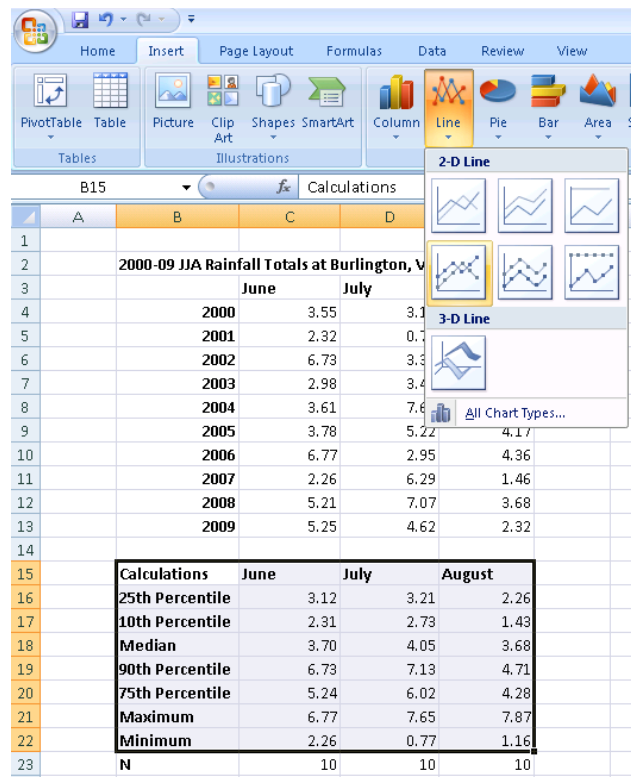 Home Insert Page Layout Formulas Data Review View
PivotTable Table Picture Clip Art Shapes SmartArt Column Line Pie Bar Area
Tables Illustrations
B15 fx Calculations
2-D Line
3-D Line
All Chart Types...
A B C D
1
2 2000-09 JJA Rainfall Totals at Burlington, V
3 June July
4 2000 3.55 3.1
5 2001 2.32 0.
6 2002 6.73 3.3
7 2003 2.98 3.4
8 2004 3.61 7.6
9 2005 3.78 5.22 4.17
10 2006 6.77 2.95 4.36
11 2007 2.26 6.29 1.46
12 2008 5.21 7.07 3.68
13 2009 5.25 4.62 2.32
14
15 Calculations June July August
16 25th Percentile 3.12 3.21 2.26
17 10th Percentile 2.31 2.73 1.43
18 Median 3.70 4.05 3.68
19 90th Percentile 6.73 7.13 4.71
20 75th Percentile 5.24 6.02 4.28
21 Maximum 6.77 7.65 7.87
22 Minimum 2.26 0.77 1.16
23 N 10 10 10